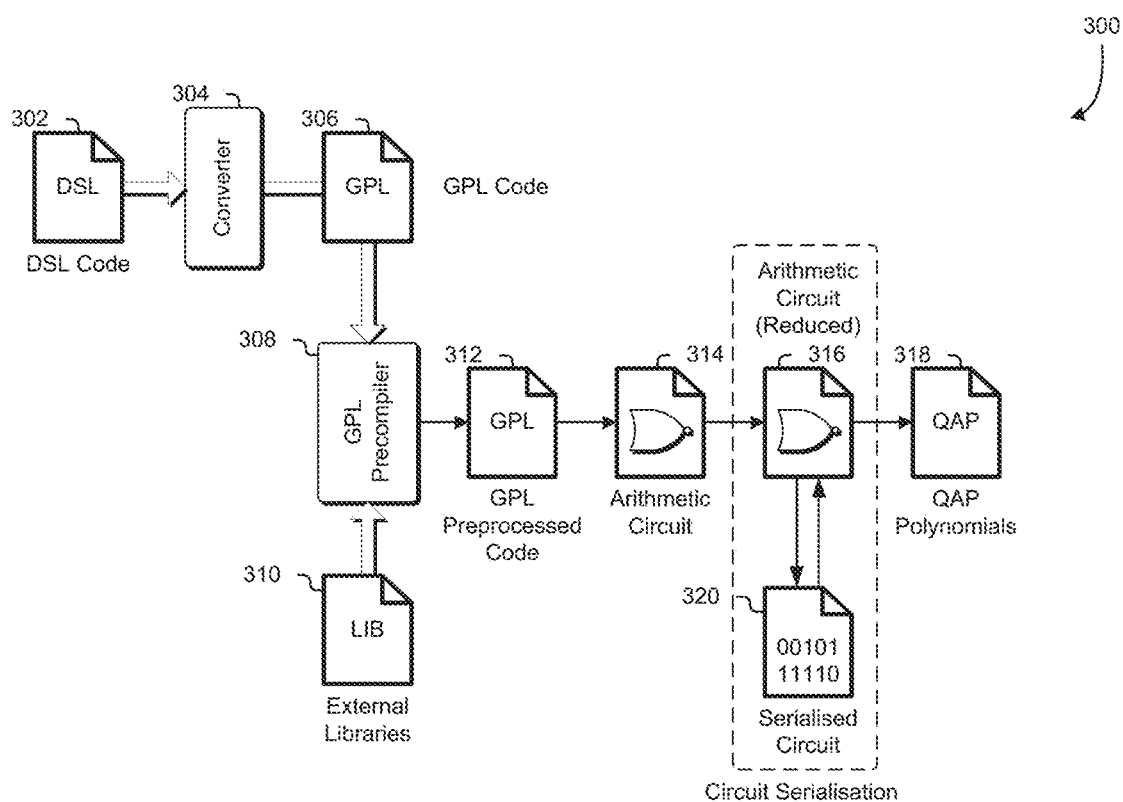 300
302
304
306
DSL
Converter
GPL
GPL Code
DSL Code
Arithmetic
Circuit
(Reduced)
308
312
314
316
318
GPL
Precompiler
GPL
QAP
GPL
Preprocessed
Code
Arithmetic
Circuit
QAP
Polynomials
310
320
LIB
00101
11110
External
Libraries
Serialised
Circuit
Circuit Serialisation